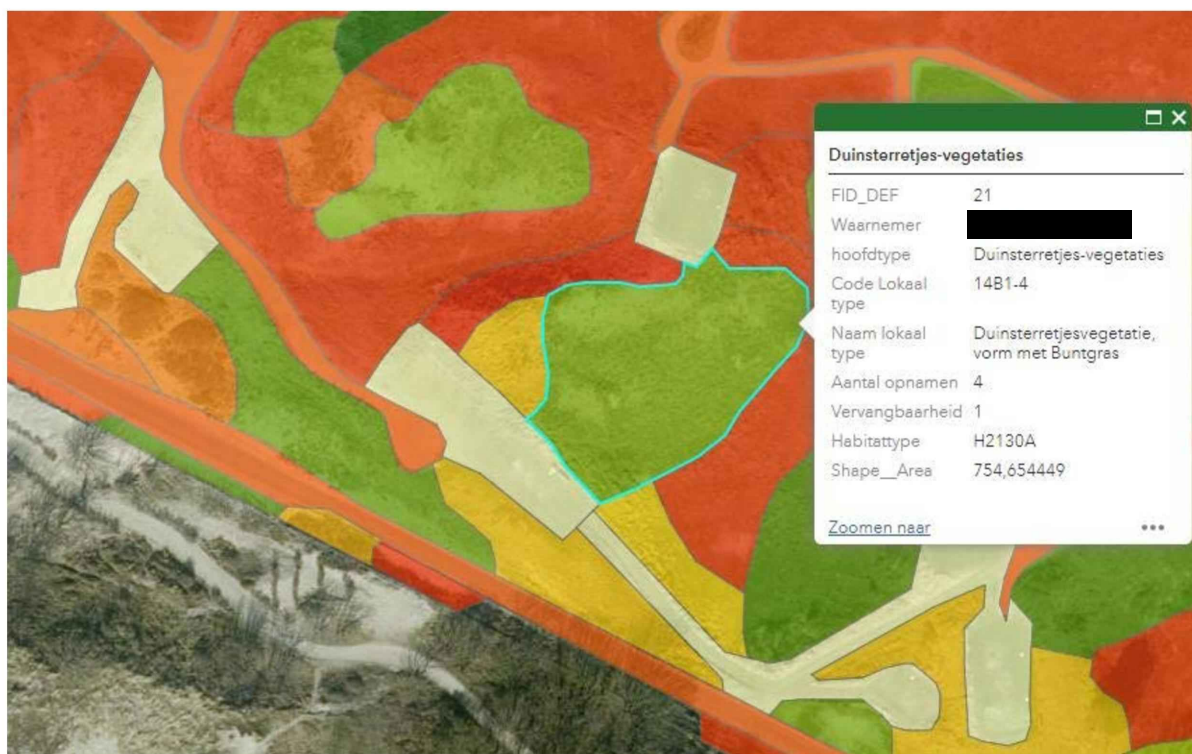 Duinsterretjes-vegetaties
FID_DEF 21
Waarnemer
hoofdtype Duinsterretjes-vegetaties
Code Lokaal 14B1-4
type
Naam lokaal Duinsterretjesvegetatie,
type vorm met Buntgras
Aantal opnamen 4
Vervangbaarheid 1
Habitattype H2130A
Shape__Area 754,654449
Zoomen naar